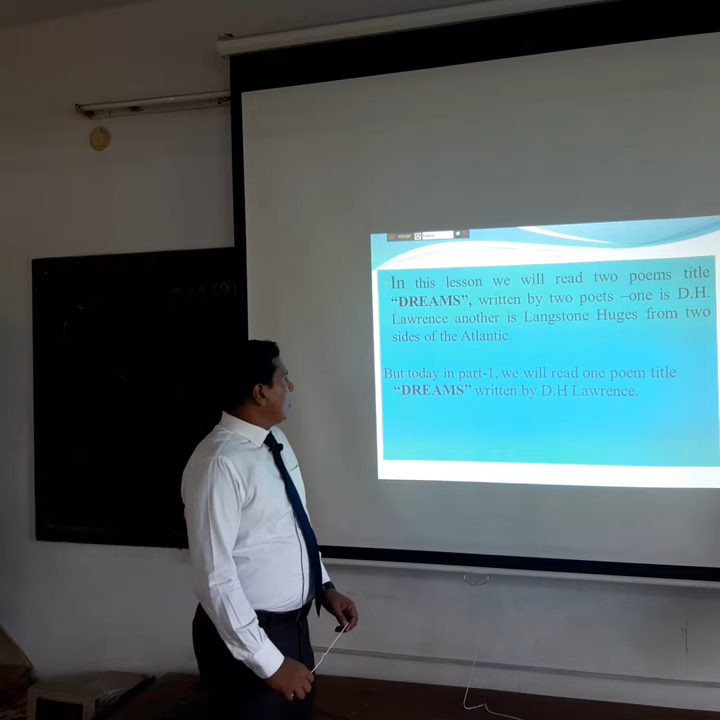 In this lesson we will read two poems title
“DREAMS”, written by two poets –one is D.H.
Lawrence another is Langstone Huges from two
sides of the Atlantic.
But today in part-1, we will read one poem title
“DREAMS” written by D.H Lawrence.